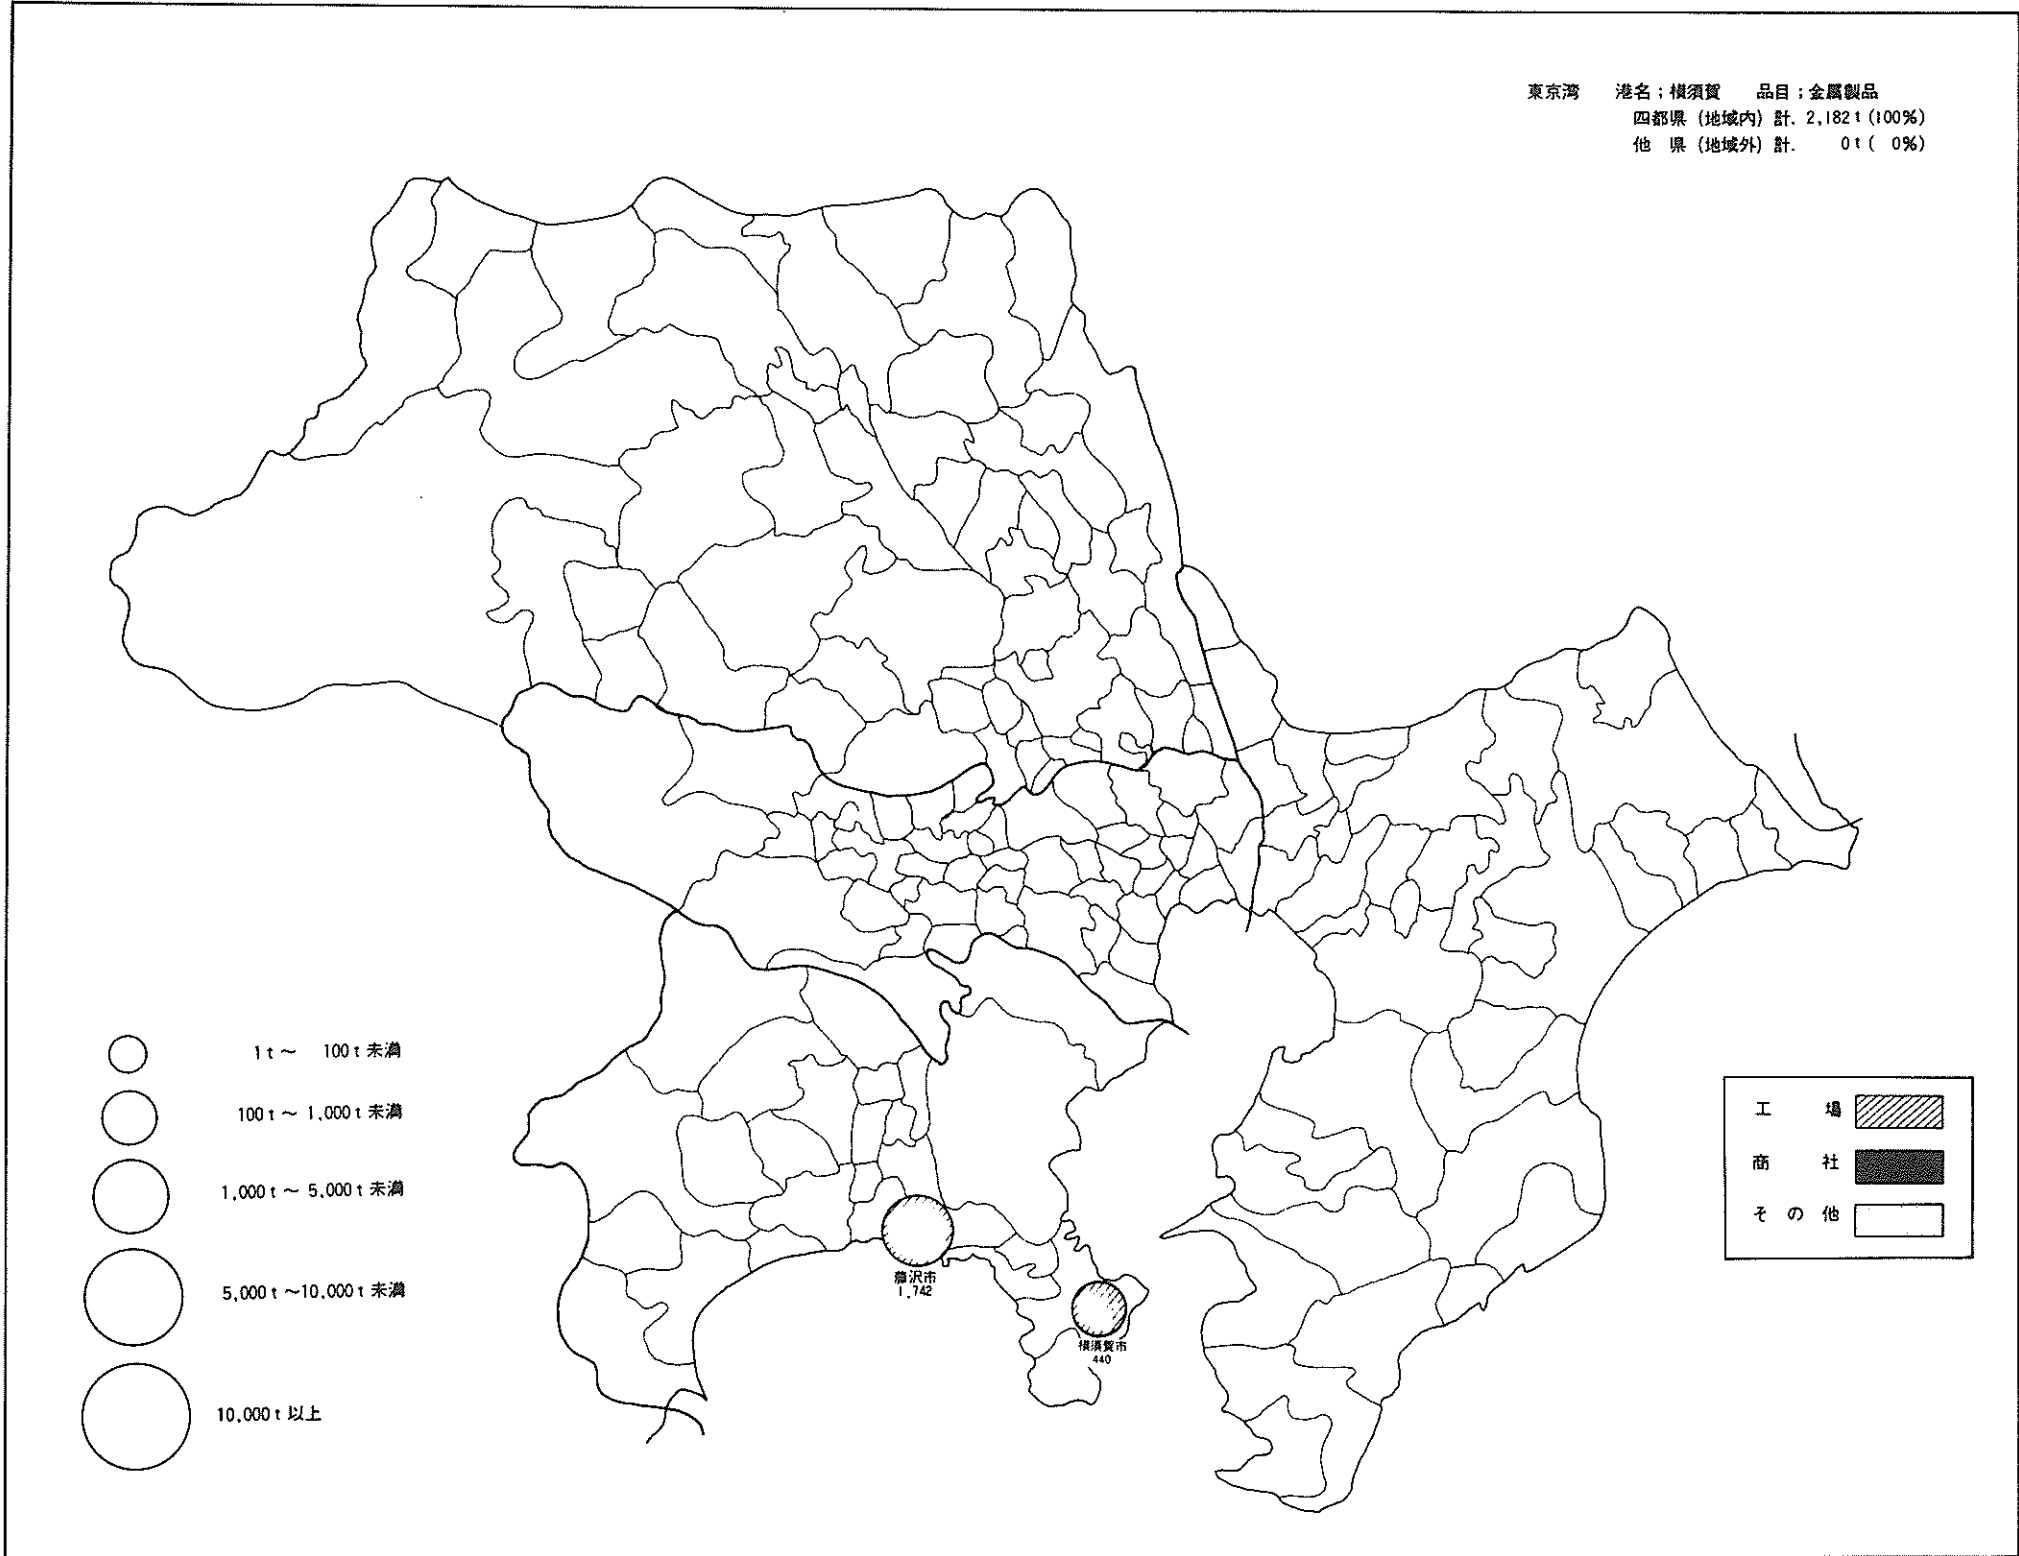 東京湾 港名;横須賀 品目;金属製品
四都県(地域内)計. 2,182t(100%)
他 県(地域外)計. 0t( 0%)
1t～ 100t未満
100t～1,000t未満
1,000t～5,000t未満
5,000t～10,000t未満
10,000t以上
工 場
商 社
その他
藤沢市
1,742
横須賀市
440